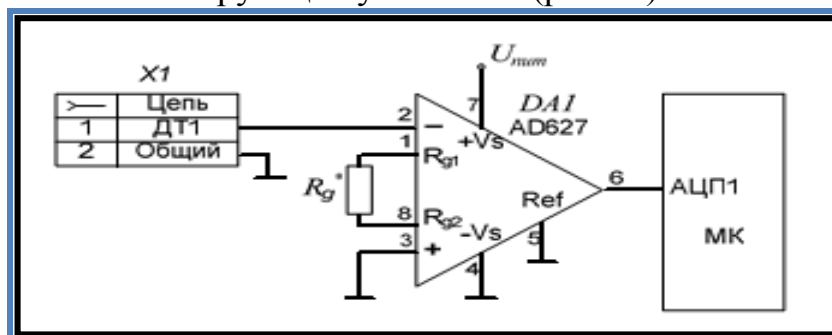 X1
Цепь
1 ДТ1
2 Общий
Uпит
7 DA1
AD627
+Vs
2 −
1 Rg1
Rg*
8 Rg2
3 +
-Vs
4
Ref
5
6
АЦП1
МК